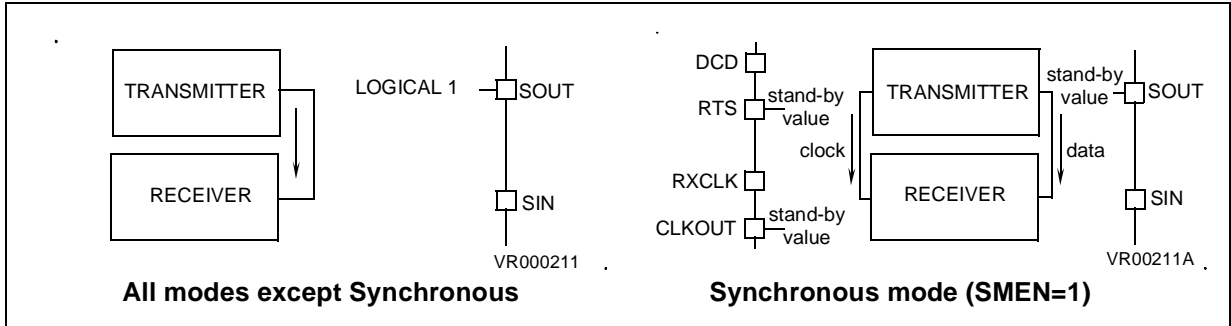 TRANSMITTER
RECEIVER
LOGICAL 1
SOUT
SIN
VR000211
All modes except Synchronous
DCD
RTS
stand-by
value
clock
RXCLK
CLKOUT
stand-by
value
TRANSMITTER
RECEIVER
data
stand-by
value
SOUT
SIN
VR00211A
Synchronous mode (SMEN=1)